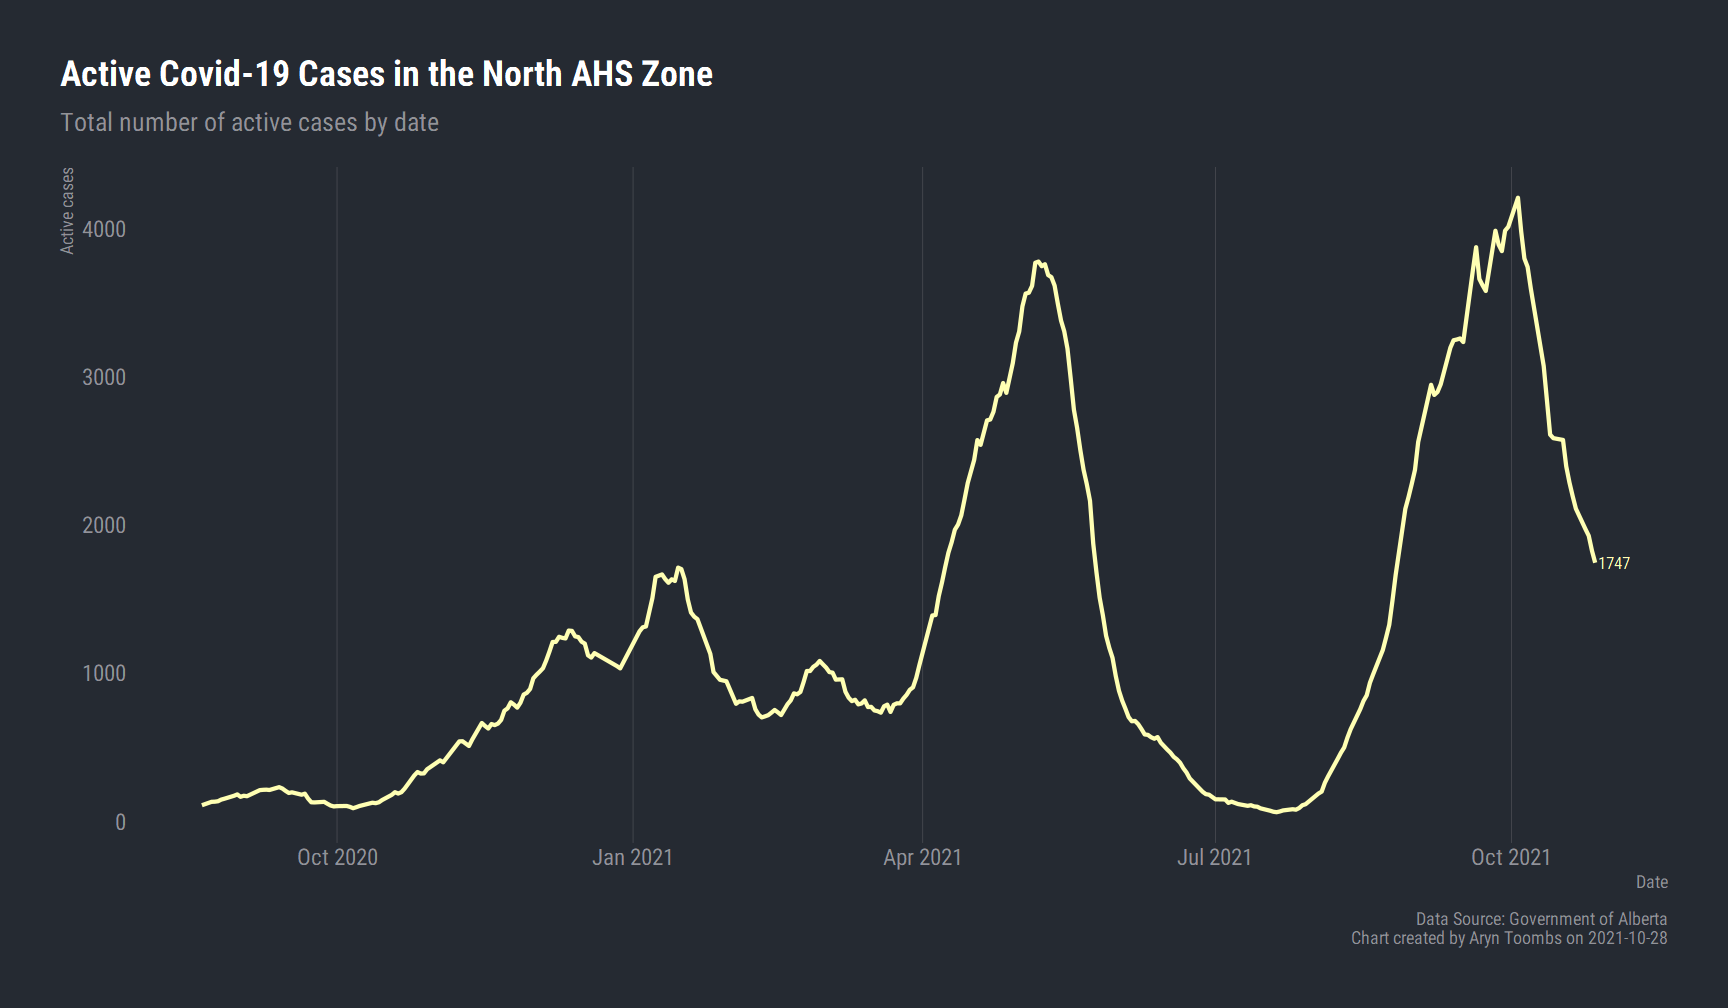 Active Covid-19 Cases in the North AHS Zone
Total number of active cases by date
Active cases
4000
3000
2000
1000
0
1747
Oct 2020
Jan 2021
Apr 2021
Jul 2021
Oct 2021
Date
Data Source: Government of Alberta
Chart created by Aryn Toombs on 2021-10-28